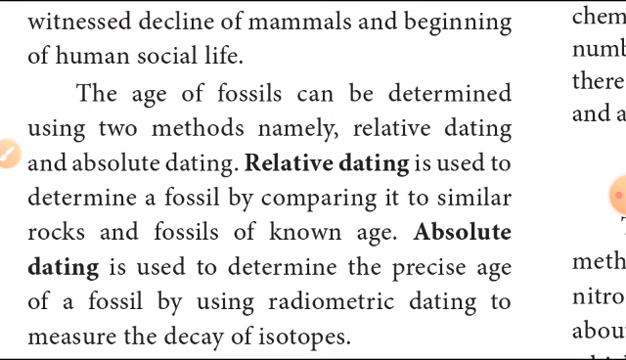 witnessed decline of mammals and beginning
of human social life.
The age of fossils can be determined
using two methods namely, relative dating
and absolute dating. Relative dating is used to
determine a fossil by comparing it to similar
rocks and fossils of known age. Absolute
dating is used to determine the precise age
of a fossil by using radiometric dating to
measure the decay of isotopes.
chem
numb
there
and a
meth
nitro
about